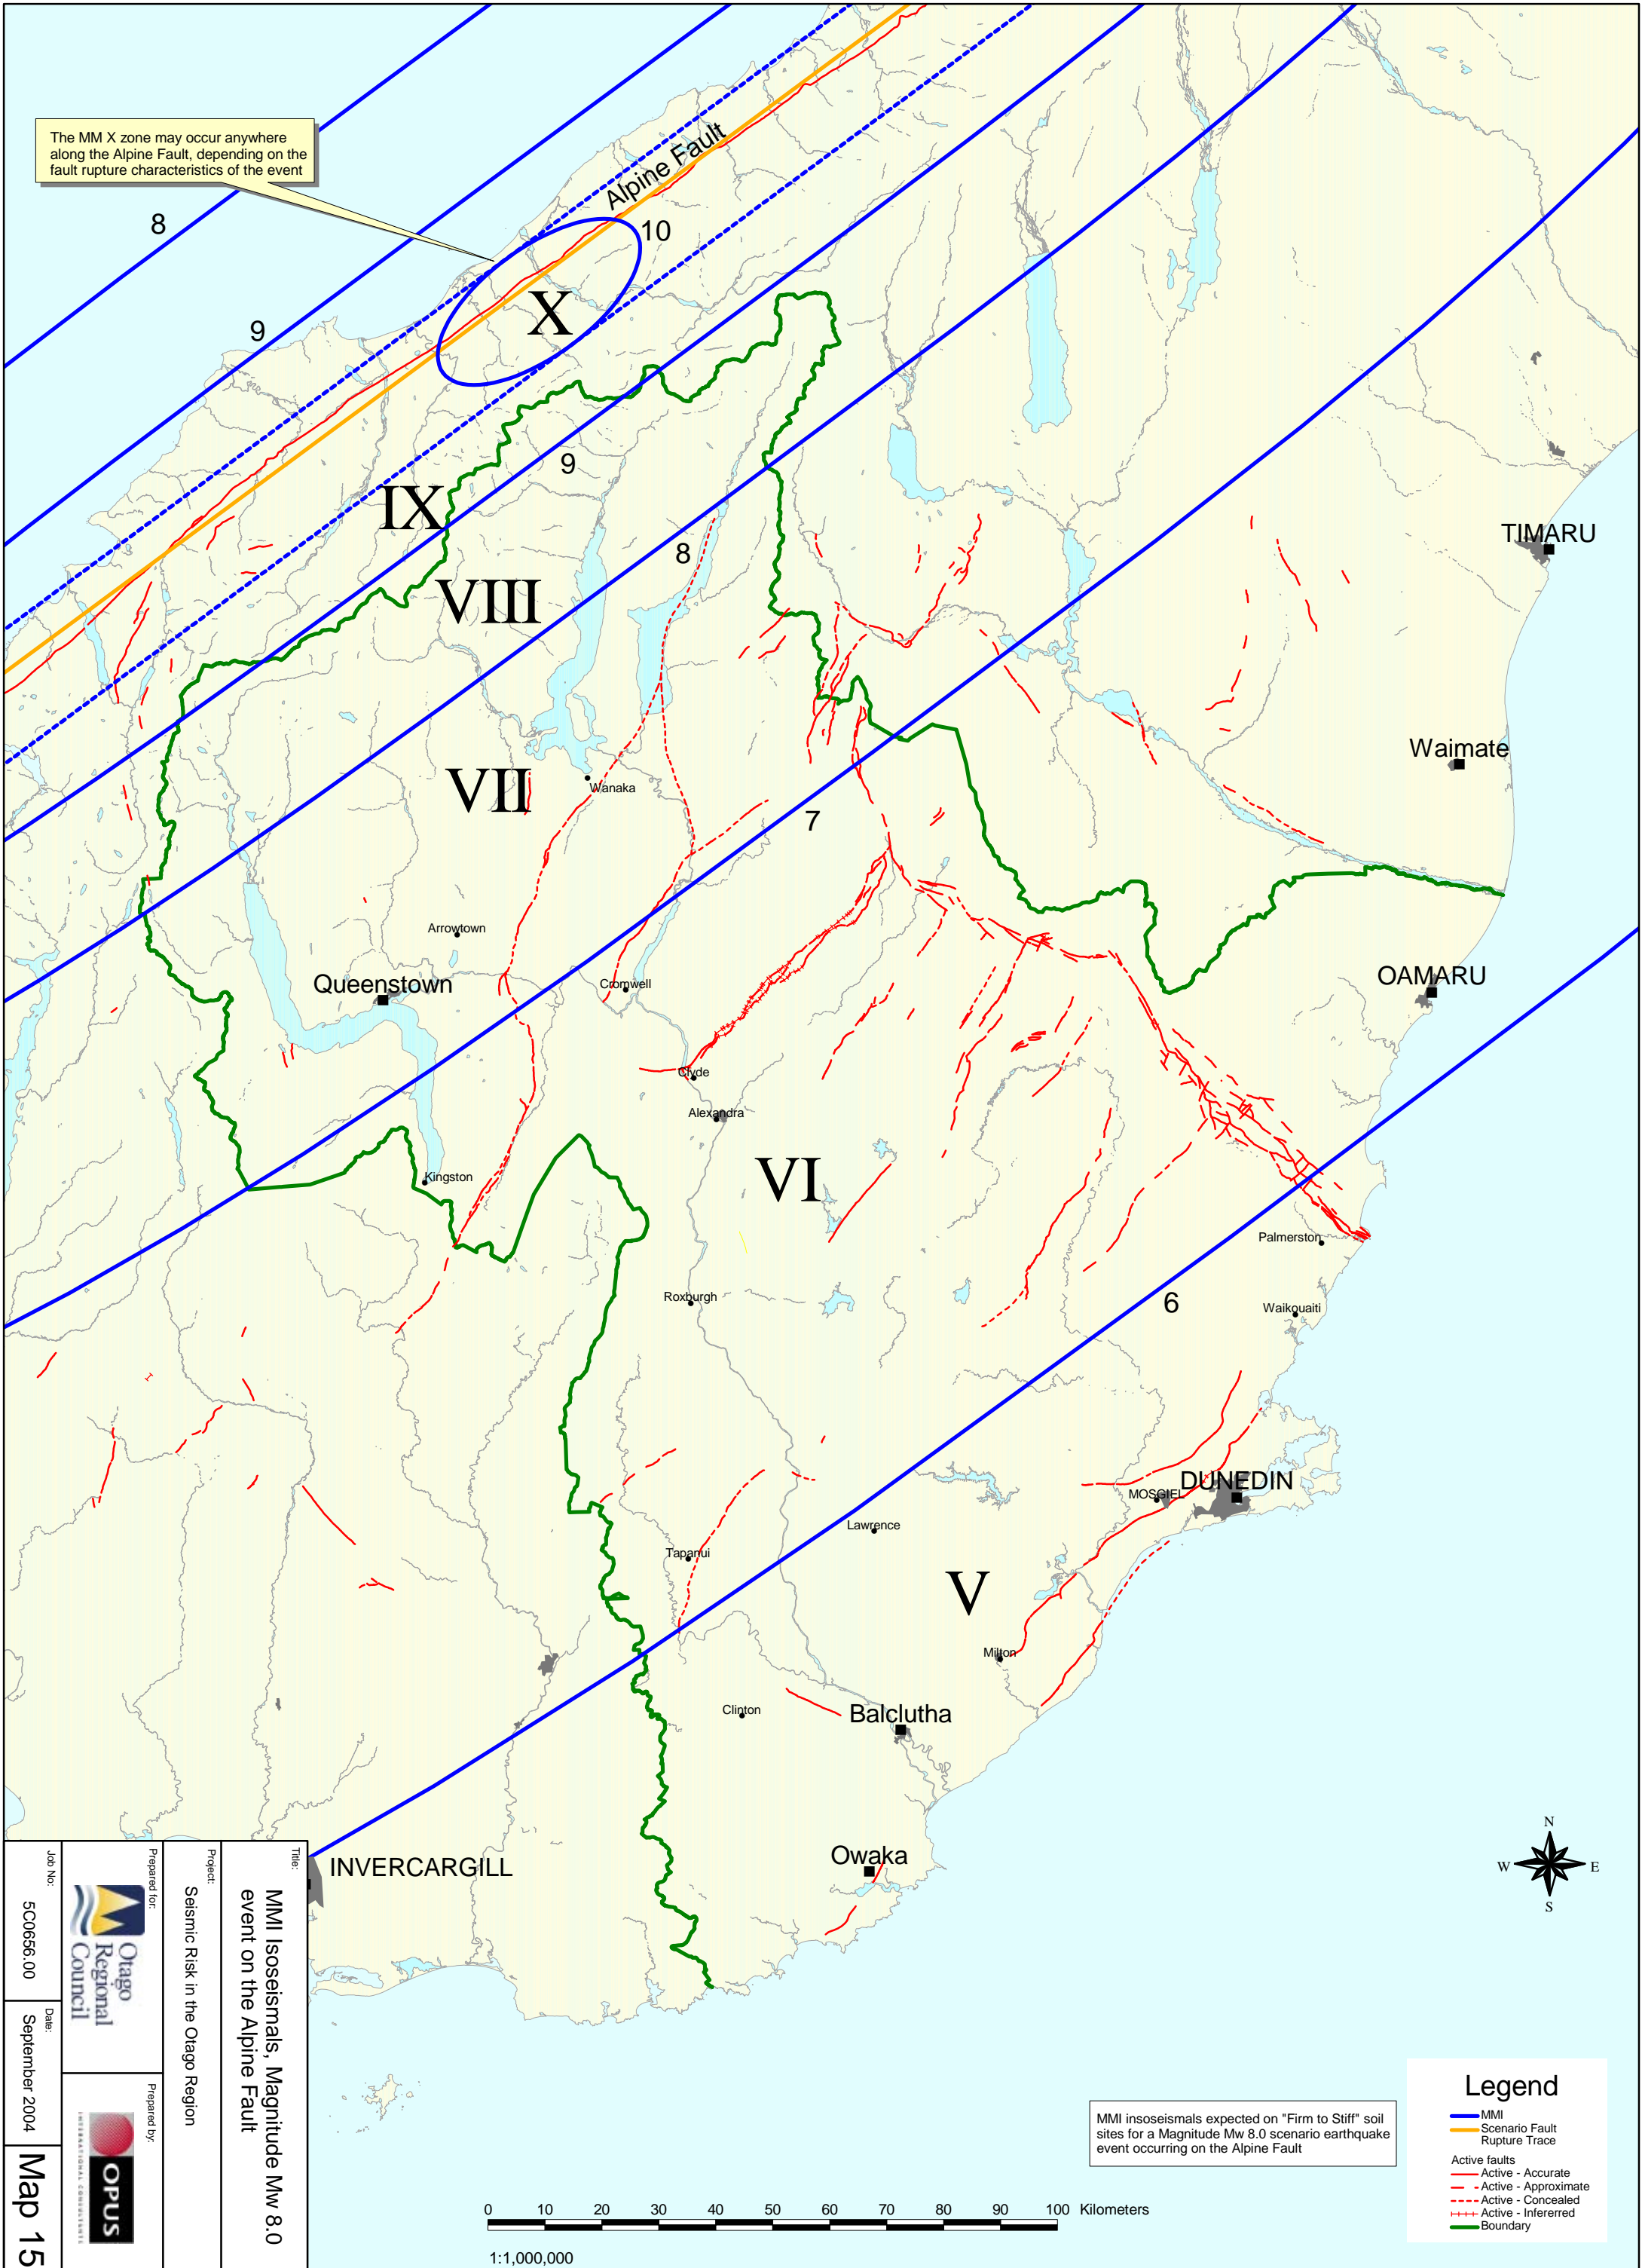 The MM X zone may occur anywhere
along the Alpine Fault, depending on the
fault rupture characteristics of the event
Alpine Fault
8
10
X
9
9
IX
8
VIII
TIMARU
Waimate
VII
Wanaka
7
Arrowtown
Queenstown
Cromwell
OAMARU
Clyde
Alexandra
VI
Kingston
Palmerston
Roxburgh
6
Waikouaiti
DUNEDIN
MOSGIEL
Lawrence
Tapanui
V
Milton
Clinton
Balclutha
Owaka
INVERCARGILL
N
W
E
S
Title:
MMI Isoseismals, Magnitude Mw 8.0
event on the Alpine Fault
Project:
Seismic Risk in the Otago Region
Prepared for:
Otago
Regional
Council
Prepared by:
OPUS
INTERNATIONAL CONSULTANTS
Job No:
5C0656.00
Date:
September 2004
Map 15
MMI insoseismals expected on "Firm to Stiff" soil
sites for a Magnitude Mw 8.0 scenario earthquake
event occurring on the Alpine Fault
Legend
MMI
Scenario Fault
Rupture Trace
Active faults
Active - Accurate
Active - Approximate
Active - Concealed
Active - Infererred
Boundary
0 10 20 30 40 50 60 70 80 90 100 Kilometers
1:1,000,000